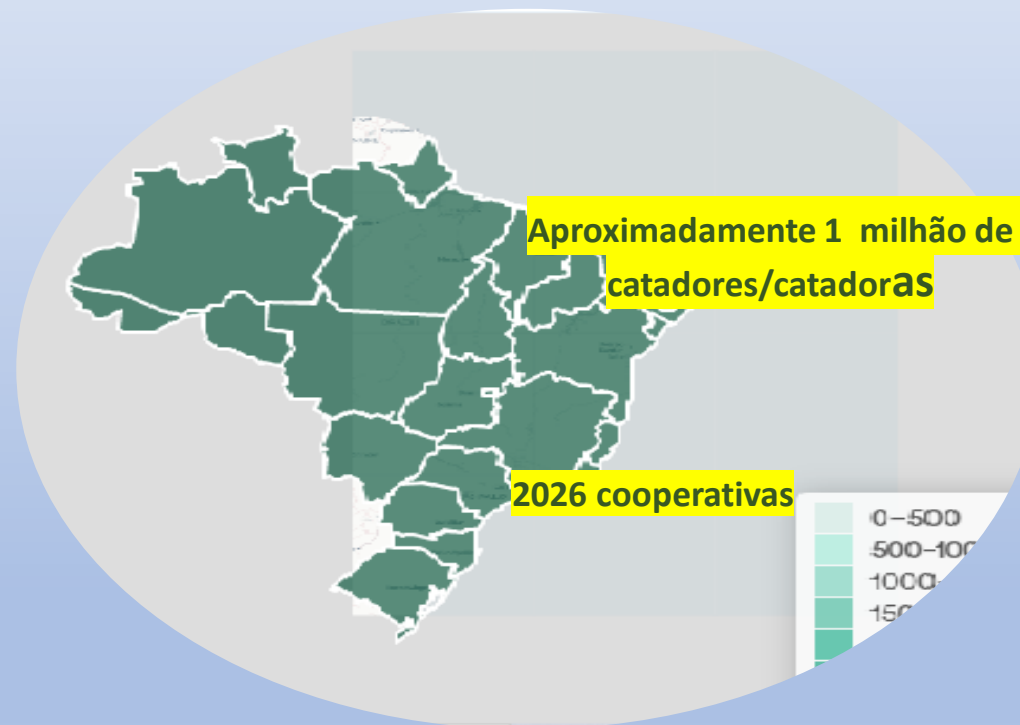 Aproximadamente 1 milhão de
catadores/catadoras
2026 cooperativas
0–500
500–100
1000–
150